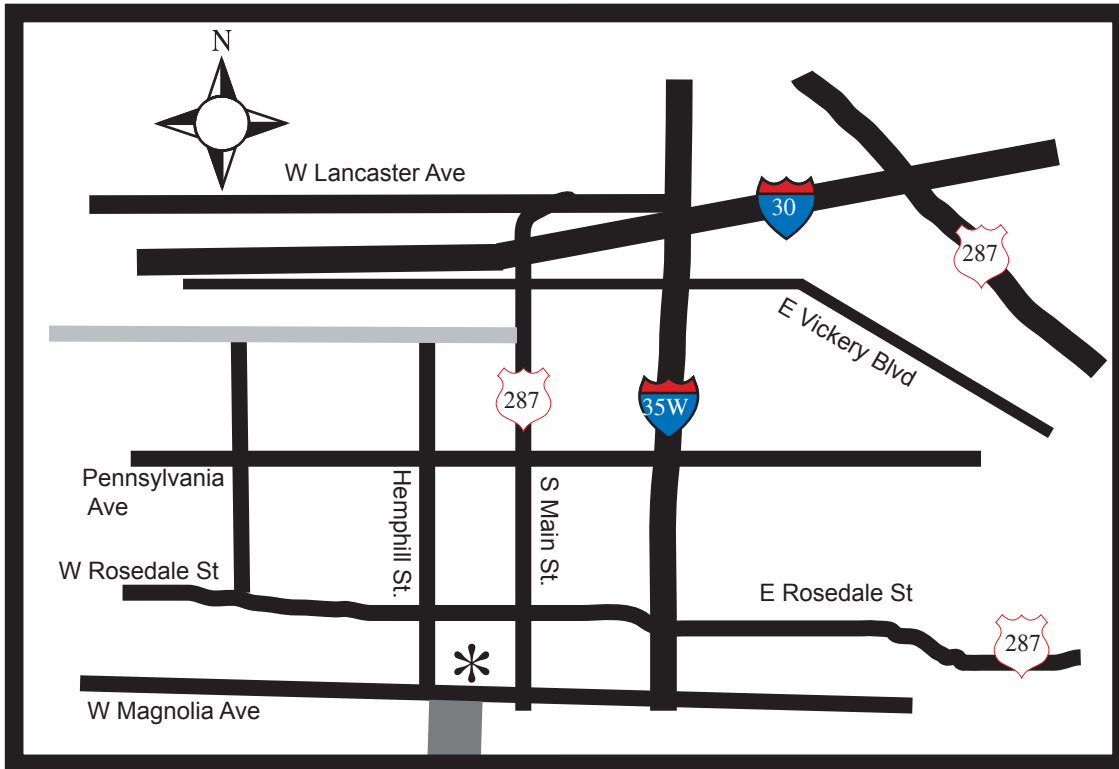 N
W Lancaster Ave
30
287
E Vickery Blvd
287
35W
Pennsylvania
Ave
Hemphill St.
S Main St.
W Rosedale St
E Rosedale St
287
*
W Magnolia Ave